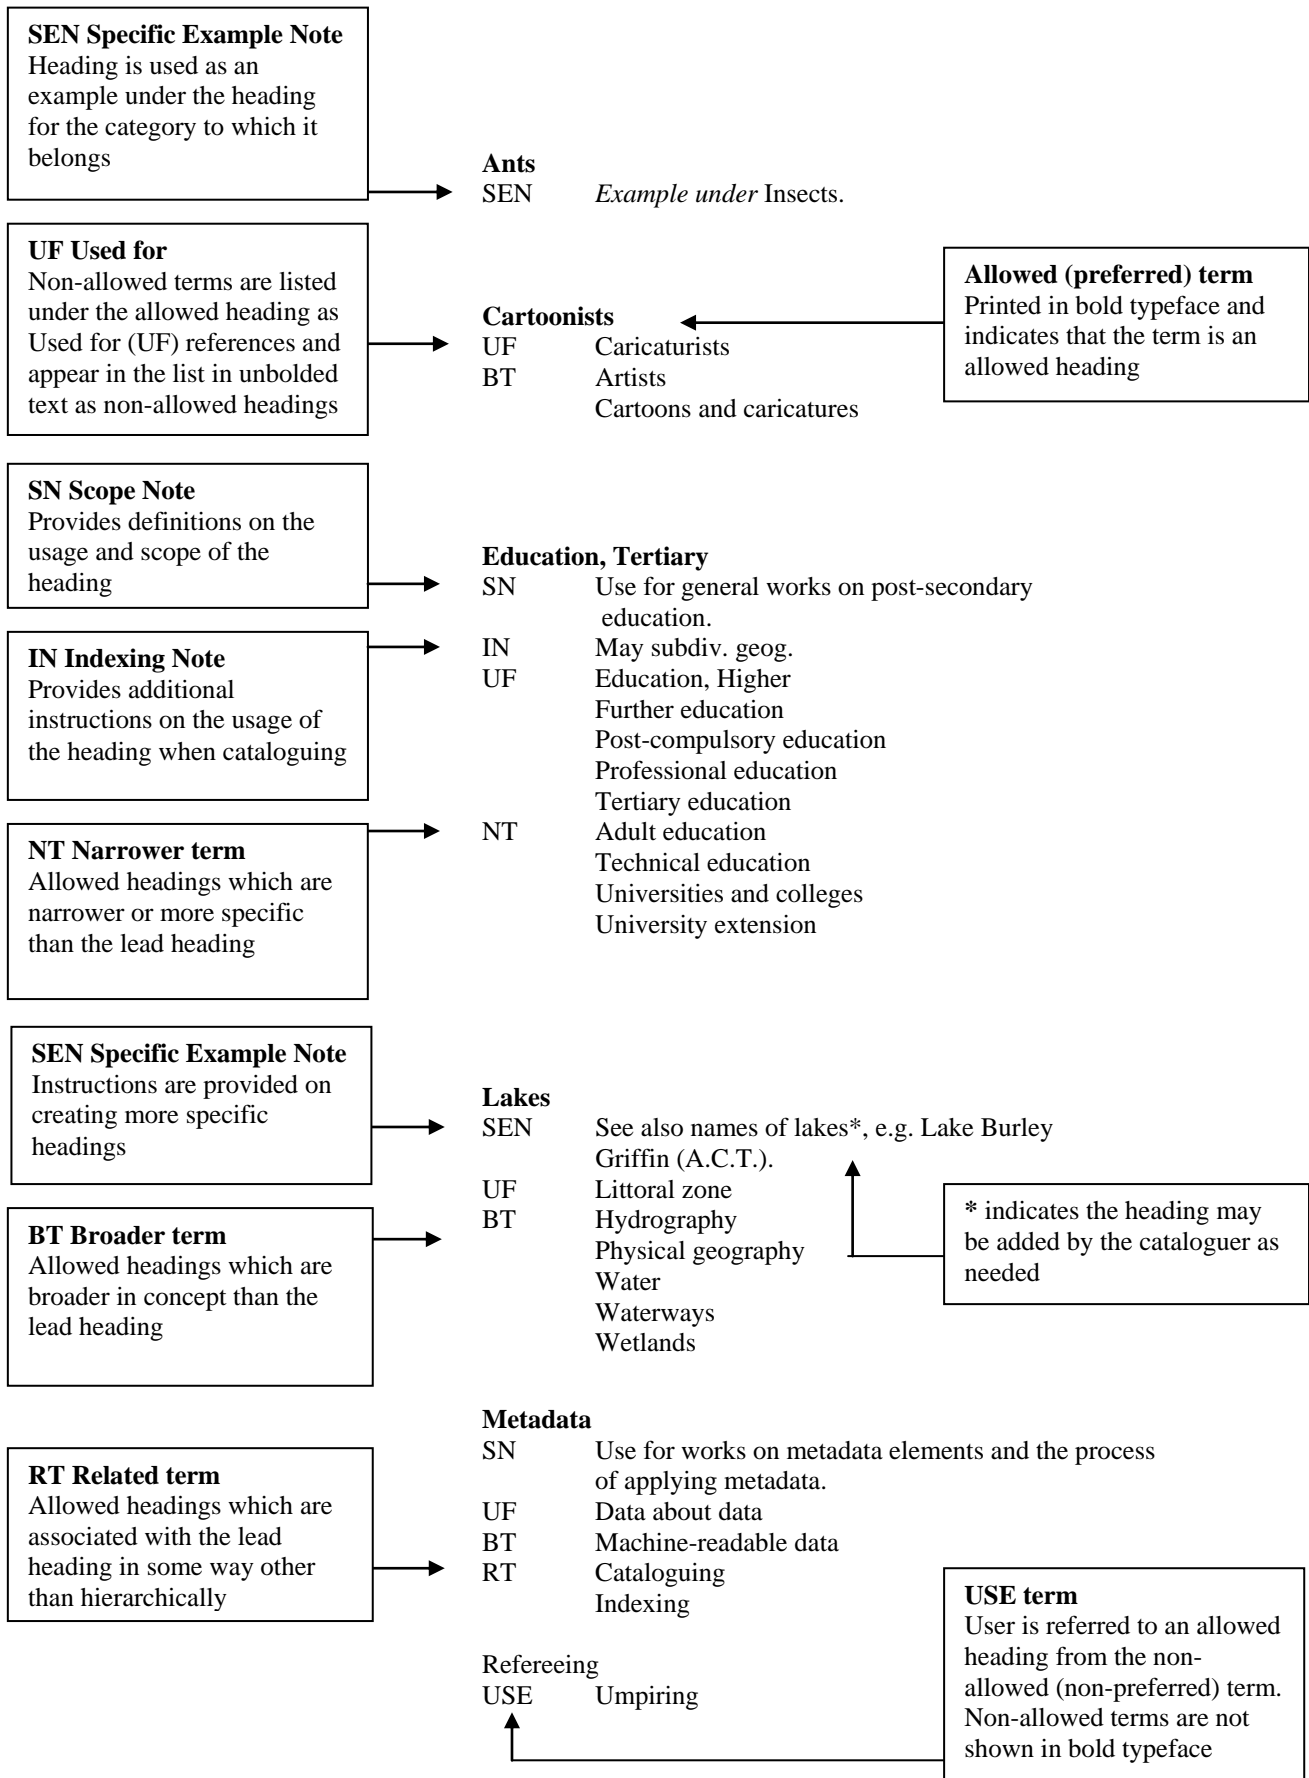 SEN Specific Example Note
Heading is used as an
example under the heading
for the category to which it
belongs
Ants
SEN Example under Insects.
UF Used for
Non-allowed terms are listed
under the allowed heading as
Used for (UF) references and
appear in the list in unbolded
text as non-allowed headings
Allowed (preferred) term
Printed in bold typeface and
indicates that the term is an
allowed heading
Cartoonists
UF Caricaturists
BT Artists
Cartoons and caricatures
SN Scope Note
Provides definitions on the
usage and scope of the
heading
Education, Tertiary
SN Use for general works on post-secondary
education.
IN May subdiv. geog.
UF Education, Higher
Further education
Post-compulsory education
Professional education
Tertiary education
NT Adult education
Technical education
Universities and colleges
University extension
IN Indexing Note
Provides additional
instructions on the usage of
the heading when cataloguing
NT Narrower term
Allowed headings which are
narrower or more specific
than the lead heading
SEN Specific Example Note
Instructions are provided on
creating more specific
headings
Lakes
SEN See also names of lakes*, e.g. Lake Burley
Griffin (A.C.T.).
UF Littoral zone
BT Hydrography
Physical geography
Water
Waterways
Wetlands
BT Broader term
Allowed headings which are
broader in concept than the
lead heading
* indicates the heading may
be added by the cataloguer as
needed
Metadata
SN Use for works on metadata elements and the process
of applying metadata.
UF Data about data
BT Machine-readable data
RT Cataloguing
Indexing
RT Related term
Allowed headings which are
associated with the lead
heading in some way other
than hierarchically
Refereeing
USE Umpiring
USE term
User is referred to an allowed
heading from the non-
allowed (non-preferred) term.
Non-allowed terms are not
shown in bold typeface